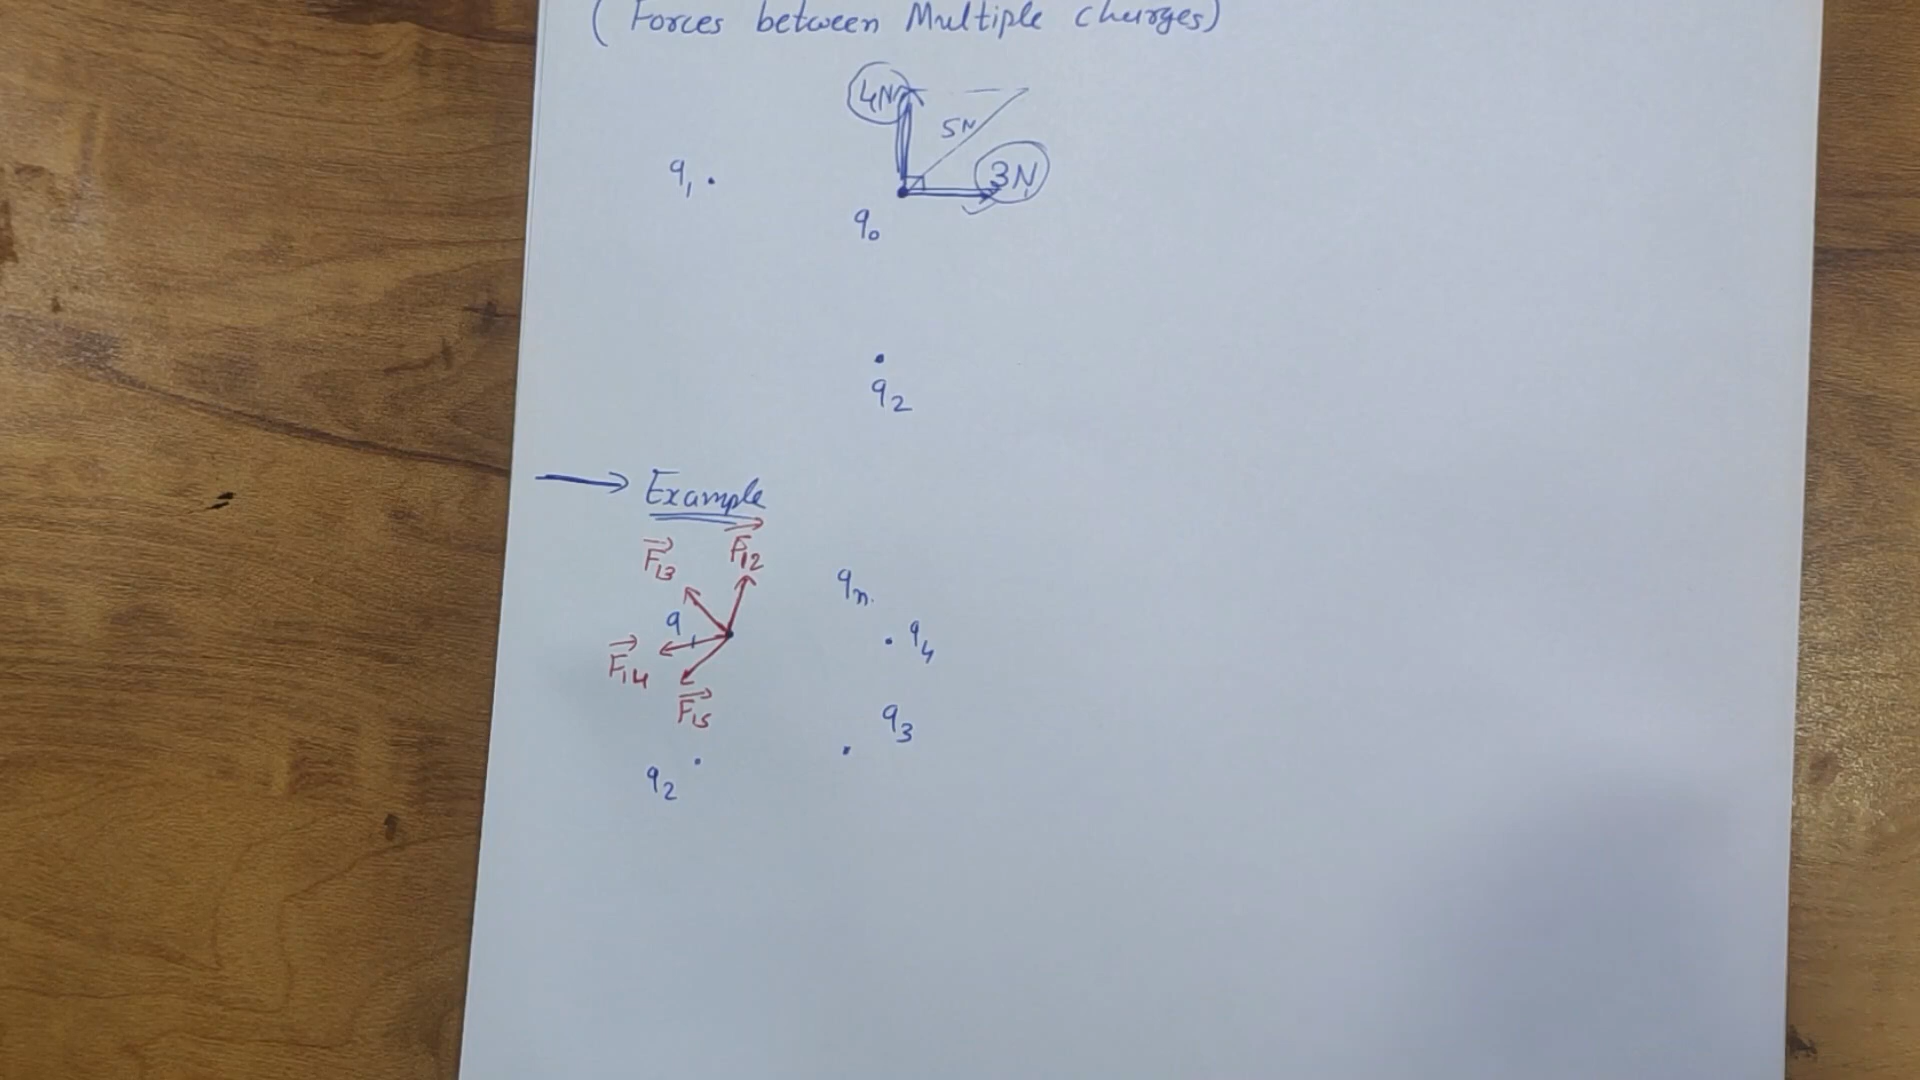 (Forces between Multiple charges)
4N
5N
3N
q1
q0
q2
→ Example
F13 F12
qn
q1
q4
F14
F15
q3
q2